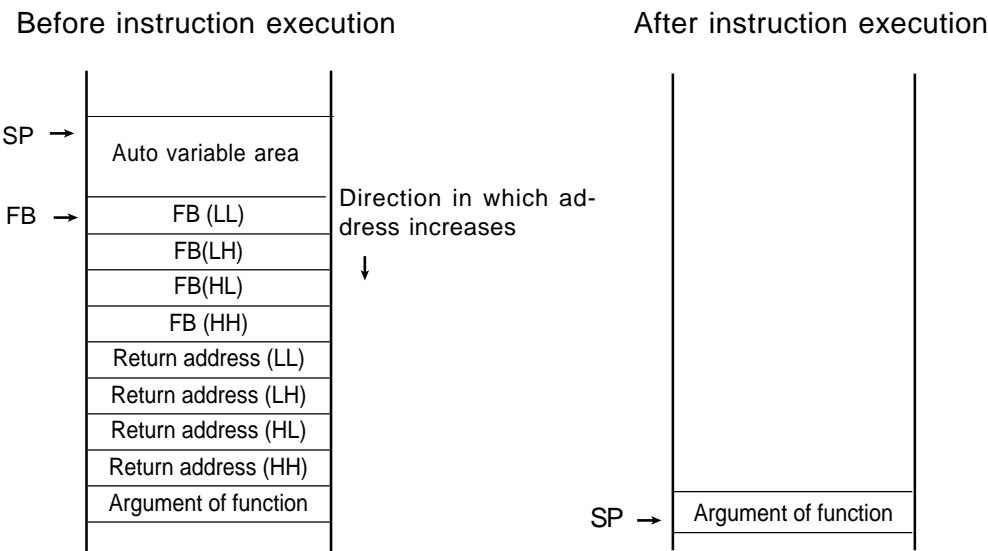 Before instruction execution
After instruction execution
SP
Auto variable area
FB
FB (LL)
Direction in which ad-
dress increases
FB(LH)
FB(HL)
FB (HH)
Return address (LL)
Return address (LH)
Return address (HL)
Return address (HH)
Argument of function
SP
Argument of function